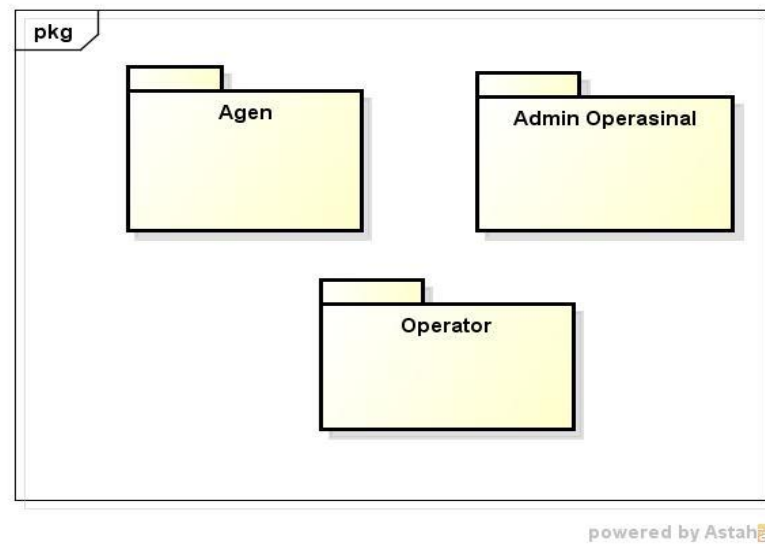 pkg
Agen
Admin Operasinal
Operator
powered by Astah